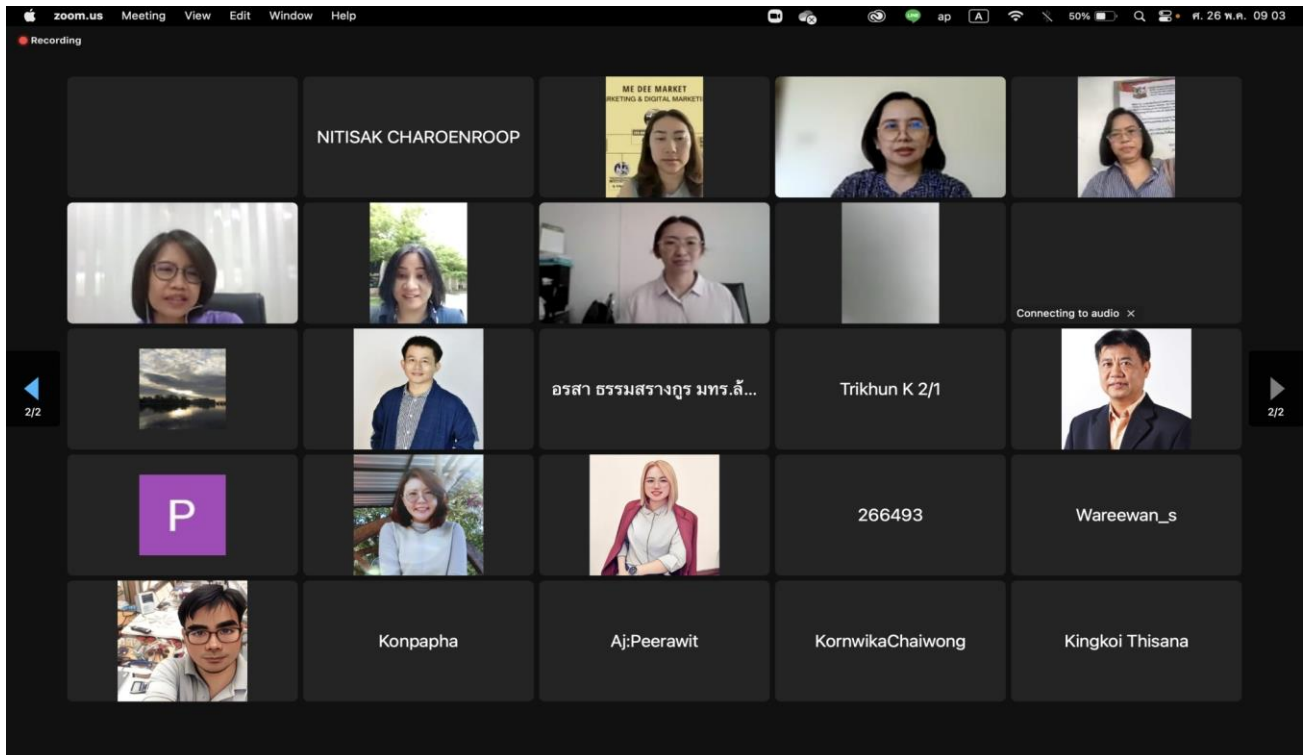 zoom.us Meeting View Edit Window Help ap A 50% ศ. 26 พ.ค. 09 03
Recording
NITISAK CHAROENROOP
ME DEE MARKET
RKETING & DIGITAL MARKETI
Connecting to audio ×
2/2
อรสา ธรรมสรางกูร มทร.ล้...
Trikhun K 2/1
2/2
P
266493
Wareewan_s
Konpapha
Aj:Peerawit
KornwikaChaiwong
Kingkoi Thisana